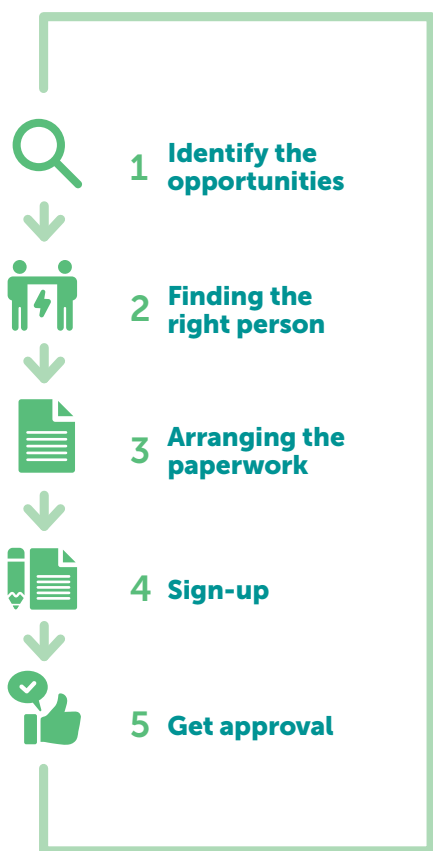 1 Identify the
opportunities
2 Finding the
right person
3 Arranging the
paperwork
4 Sign-up
5 Get approval